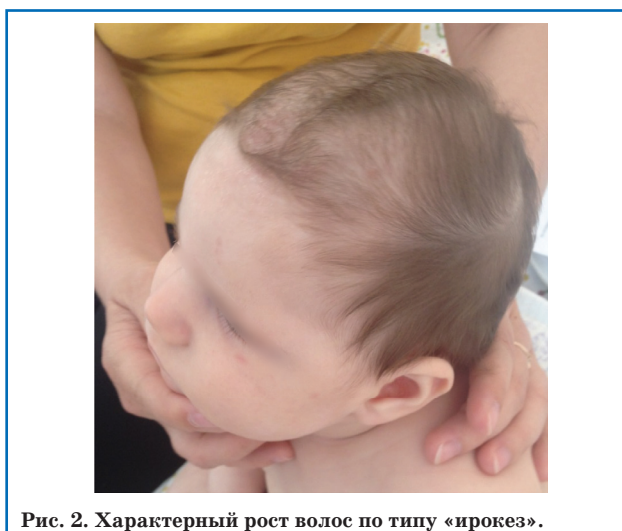 Рис. 2. Характерный рост волос по типу «ирокез».